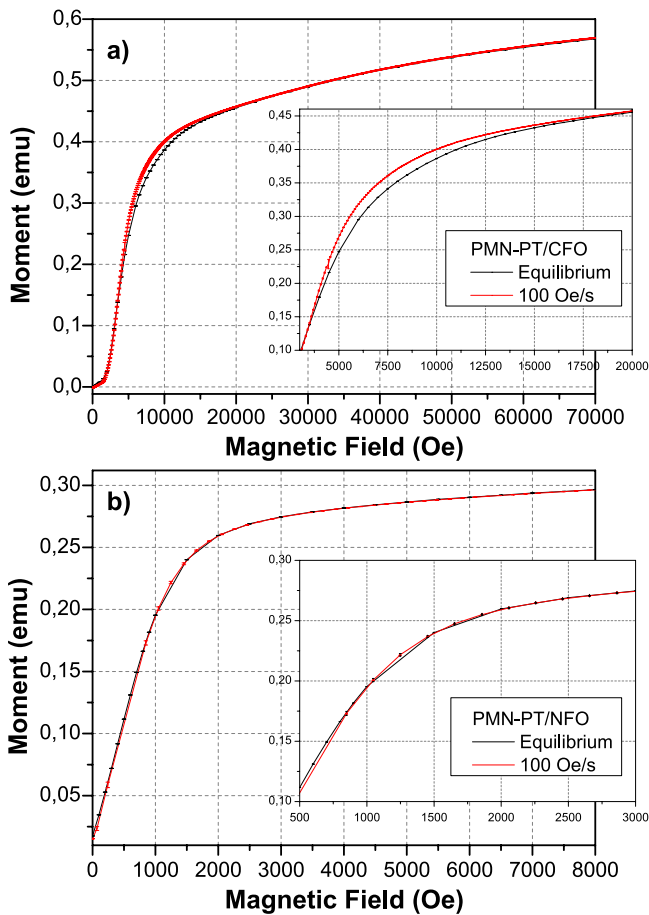 a)
0,6
0,5
0,4
0,3
0,2
0,1
0,0
Moment (emu)
0 10000 20000 30000 40000 50000 60000 70000
Magnetic Field (Oe)
0,45
0,40
0,35
0,30
0,25
0,20
0,15
0,10
5000 7500 10000 12500 15000 17500 20000
PMN-PT/CFO
Equilibrium
100 Oe/s
b)
0,30
0,25
0,20
0,15
0,10
0,05
Moment (emu)
0 1000 2000 3000 4000 5000 6000 7000 8000
Magnetic Field (Oe)
0,30
0,25
0,20
0,15
0,10
500 1000 1500 2000 2500 3000
PMN-PT/NFO
Equilibrium
100 Oe/s